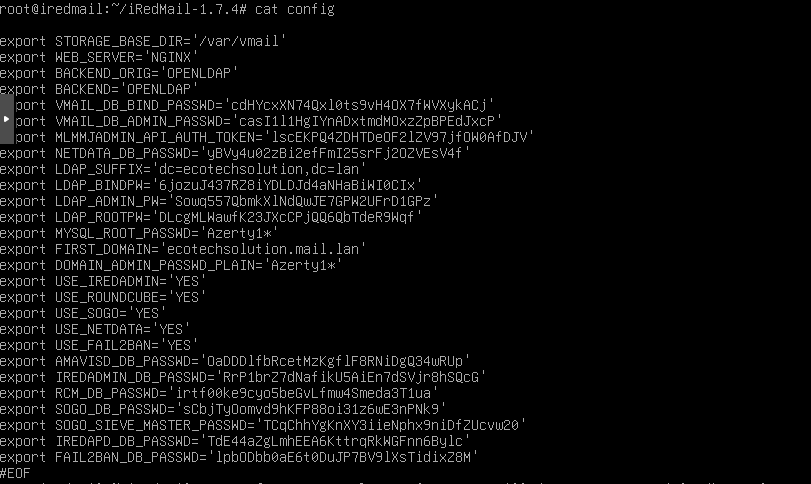 root@iredmail:~/iRedMail-1.7.4# cat config
export STORAGE_BASE_DIR='/var/vmail'
export WEB_SERVER='NGINX'
export BACKEND_ORIG='OPENLDAP'
export BACKEND='OPENLDAP'
port VMAIL_DB_BIND_PASSWD='cdHYcxXN74Qxl0ts9vH4OX7fWVXykACj'
port VMAIL_DB_ADMIN_PASSWD='casI1l1HgIYnADxtmdMOxzZpBPEdJxcP'
port MLMMJADMIN_API_AUTH_TOKEN='lscEKPQ4ZDHTDeOF2lZV97jfOW0AfDJV'
export NETDATA_DB_PASSWD='yBVy4u02zBi2efFmI25srFj2OZVEsV4f'
export LDAP_SUFFIX='dc=ecotechsolution,dc=lan'
export LDAP_BINDPW='6jozuJ437RZ8iYDLDJd4aNHaBiWI0CIx'
export LDAP_ADMIN_PW='Sowq557QbmkXlNdQwJE7GPW2UFrD1GPz'
export LDAP_ROOTPW='DLcgMLWawfK23JXcCPjQQ6QbTdeR9Wqf'
export MYSQL_ROOT_PASSWD='Azerty1*'
export FIRST_DOMAIN='ecotechsolution.mail.lan'
export DOMAIN_ADMIN_PASSWD_PLAIN='Azerty1*'
export USE_IREDADMIN='YES'
export USE_ROUNDCUBE='YES'
export USE_SOGO='YES'
export USE_NETDATA='YES'
export USE_FAIL2BAN='YES'
export AMAVISD_DB_PASSWD='OaDDDlfbRcetMzKgflF8RNiDgQ34wRUp'
export IREDADMIN_DB_PASSWD='RrP1brZ7dNafikU5AiEn7dSVjr0hSQcG'
export RCM_DB_PASSWD='irtf00ke9cyo5beGvLfmw4Smeda3T1ua'
export SOGO_DB_PASSWD='sCbjTyOomvd9hKFP88oi31z6wE3nPNk9'
export SOGO_SIEVE_MASTER_PASSWD='TCqChhYgKnXY3iieNphx9niDfZUcvw20'
export IREDAPD_DB_PASSWD='TdE44aZgLmhEEA6KttrqRkWGFnn6Bylc'
export FAIL2BAN_DB_PASSWD='lpbODbb0aE6t0DuJP7BV9lXsTidixZ8M'
#EOF